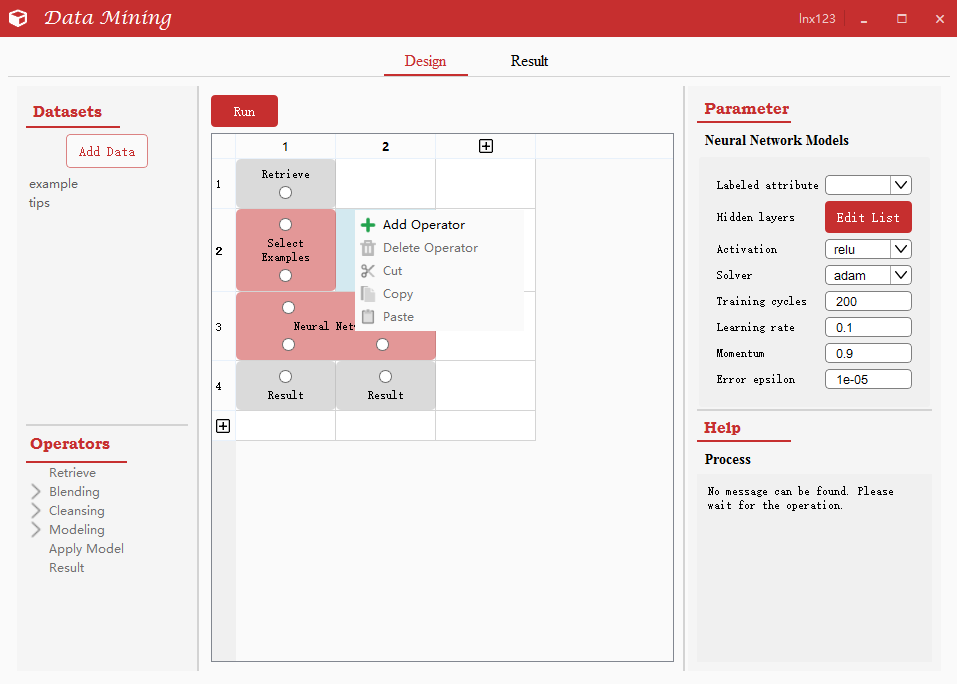 Data Mining
lnx123
Design
Result
Datasets
Add Data
example
tips
Operators
Retrieve
Blending
Cleansing
Modeling
Apply Model
Result
Run
1
2
1
Retrieve
2
Select
Examples
3
Neural
4
Result
Result
Add Operator
Delete Operator
Cut
Copy
Paste
Parameter
Neural Network Models
Labeled attribute
Hidden layers
Edit List
Activation
relu
Solver
adam
Training cycles
200
Learning rate
0.1
Momentum
0.9
Error epsilon
1e-05
Help
Process
No message can be found. Please
wait for the operation.